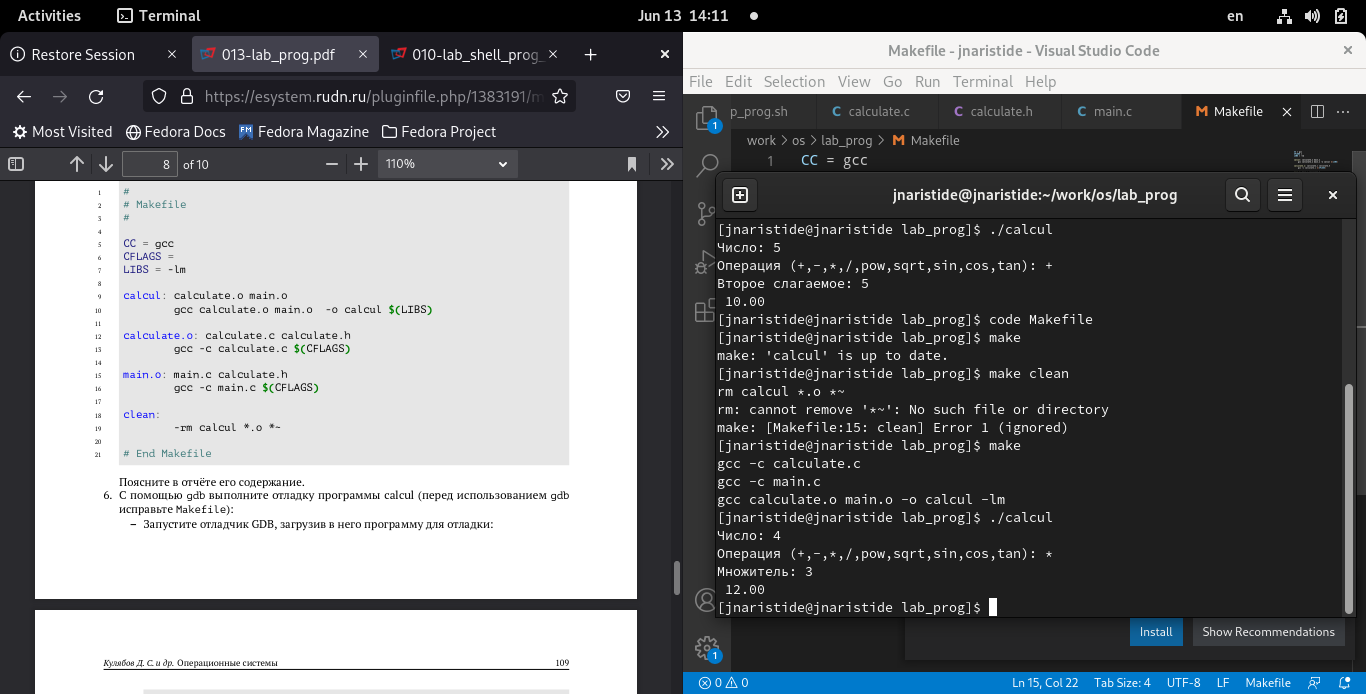 Activities Terminal Jun 13 14:11 en
Restore Session 013-lab_prog.pdf 010-lab_shell_prog_
https://esystem.rudn.ru/pluginfile.php/1383191/m
Most Visited Fedora Docs Fedora Magazine Fedora Project
8 of 10 110%
1 #
2 # Makefile
3 #
4
5 CC = gcc
6 CFLAGS =
7 LIBS = -lm
8
9 calcul: calculate.o main.o
10 gcc calculate.o main.o -o calcul $(LIBS)
11
12 calculate.o: calculate.c calculate.h
13 gcc -c calculate.c $(CFLAGS)
14
15 main.o: main.c calculate.h
16 gcc -c main.c $(CFLAGS)
17
18 clean:
19 -rm calcul *.o *~
20
21 # End Makefile
Поясните в отчёте его содержание.
6. С помощью gdb выполните отладку программы calcul (перед использованием gdb
исправьте Makefile):
– Запустите отладчик GDB, загрузив в него программу для отладки:
Кулябов Д. С. и др. Операционные системы 109
Makefile - jnaristide - Visual Studio Code
File Edit Selection View Go Run Terminal Help
p_prog.sh C calculate.c C calculate.h C main.c M Makefile
work > os > lab_prog > M Makefile
1 CC = gcc
1
jnaristide@jnaristide:~/work/os/lab_prog
[jnaristide@jnaristide lab_prog]$ ./calcul
Число: 5
Операция (+,-,*,/,pow,sqrt,sin,cos,tan): +
Второе слагаемое: 5
10.00
[jnaristide@jnaristide lab_prog]$ code Makefile
[jnaristide@jnaristide lab_prog]$ make
make: 'calcul' is up to date.
[jnaristide@jnaristide lab_prog]$ make clean
rm calcul *.o *~
rm: cannot remove '*~': No such file or directory
make: [Makefile:15: clean] Error 1 (ignored)
[jnaristide@jnaristide lab_prog]$ make
gcc -c calculate.c
gcc -c main.c
gcc calculate.o main.o -o calcul -lm
[jnaristide@jnaristide lab_prog]$ ./calcul
Число: 4
Операция (+,-,*,/,pow,sqrt,sin,cos,tan): *
Множитель: 3
12.00
[jnaristide@jnaristide lab_prog]$
Install Show Recommendations
1
0 0 Ln 15, Col 22 Tab Size: 4 UTF-8 LF Makefile